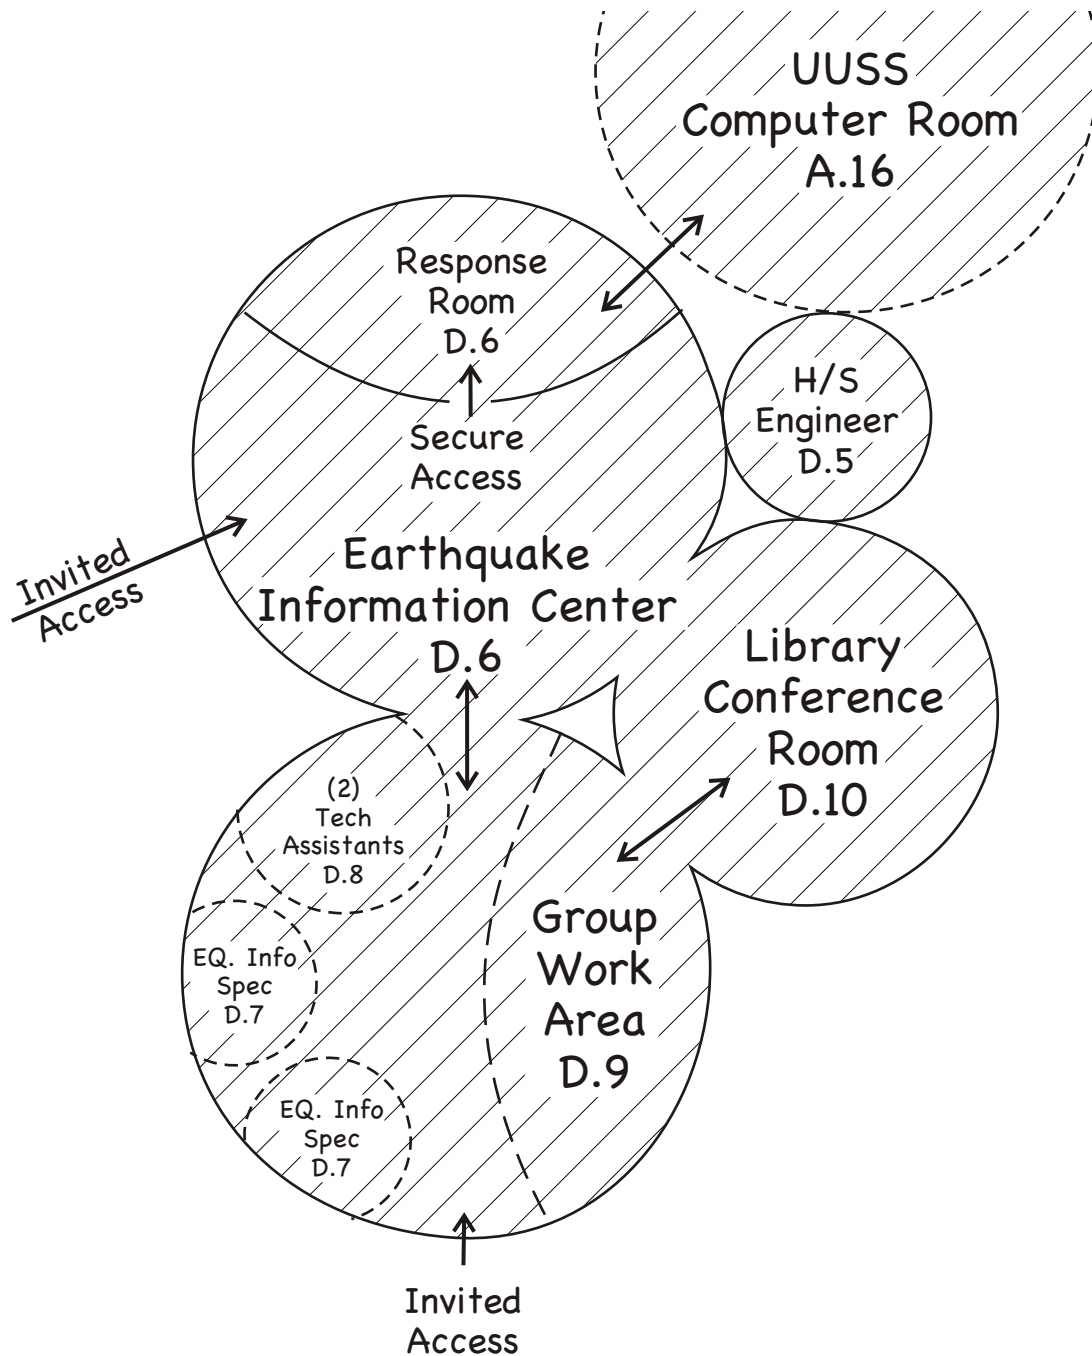 UUSS
Computer Room
A.16
Response
Room
D.6
Secure
Access
H/S
Engineer
D.5
Invited
Access
Earthquake
Information Center
D.6
Library
Conference
Room
D.10
(2)
Tech
Assistants
D.8
Group
Work
Area
D.9
EQ. Info
Spec
D.7
EQ. Info
Spec
D.7
Invited
Access